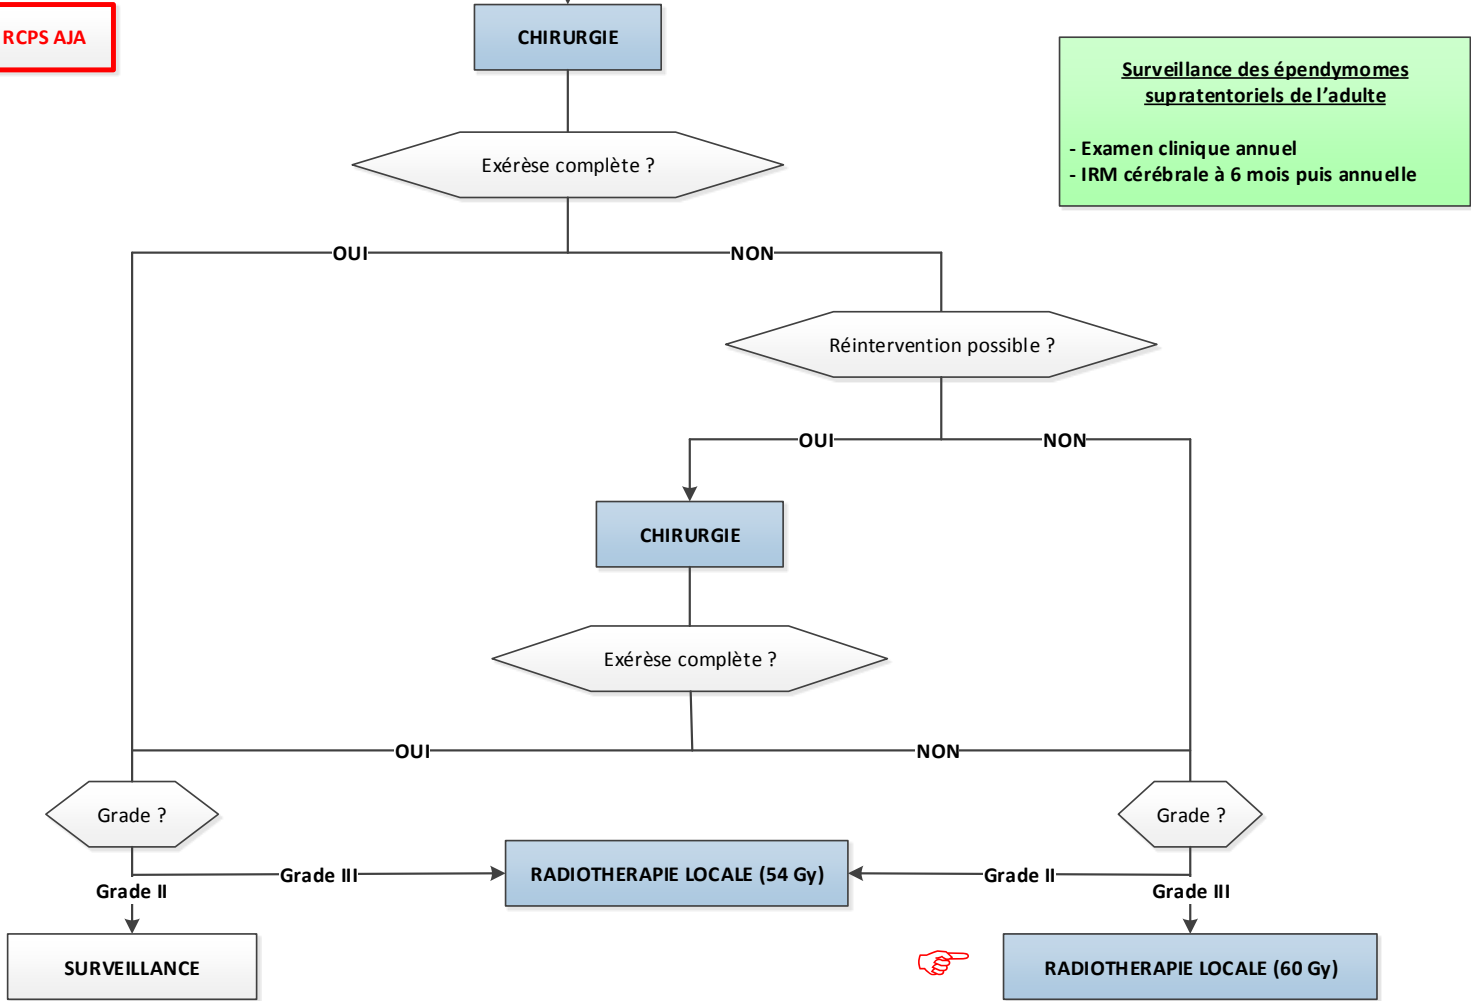 RCPS AJA
CHIRURGIE
Surveillance des épendymomes
supratentoriels de l'adulte
- Examen clinique annuel
- IRM cérébrale à 6 mois puis annuelle
Exérèse complète ?
OUI
NON
Réintervention possible ?
OUI
NON
CHIRURGIE
Exérèse complète ?
OUI
NON
Grade ?
Grade ?
Grade III
RADIOTHERAPIE LOCALE (54 Gy)
Grade II
Grade II
Grade III
SURVEILLANCE
RADIOTHERAPIE LOCALE (60 Gy)